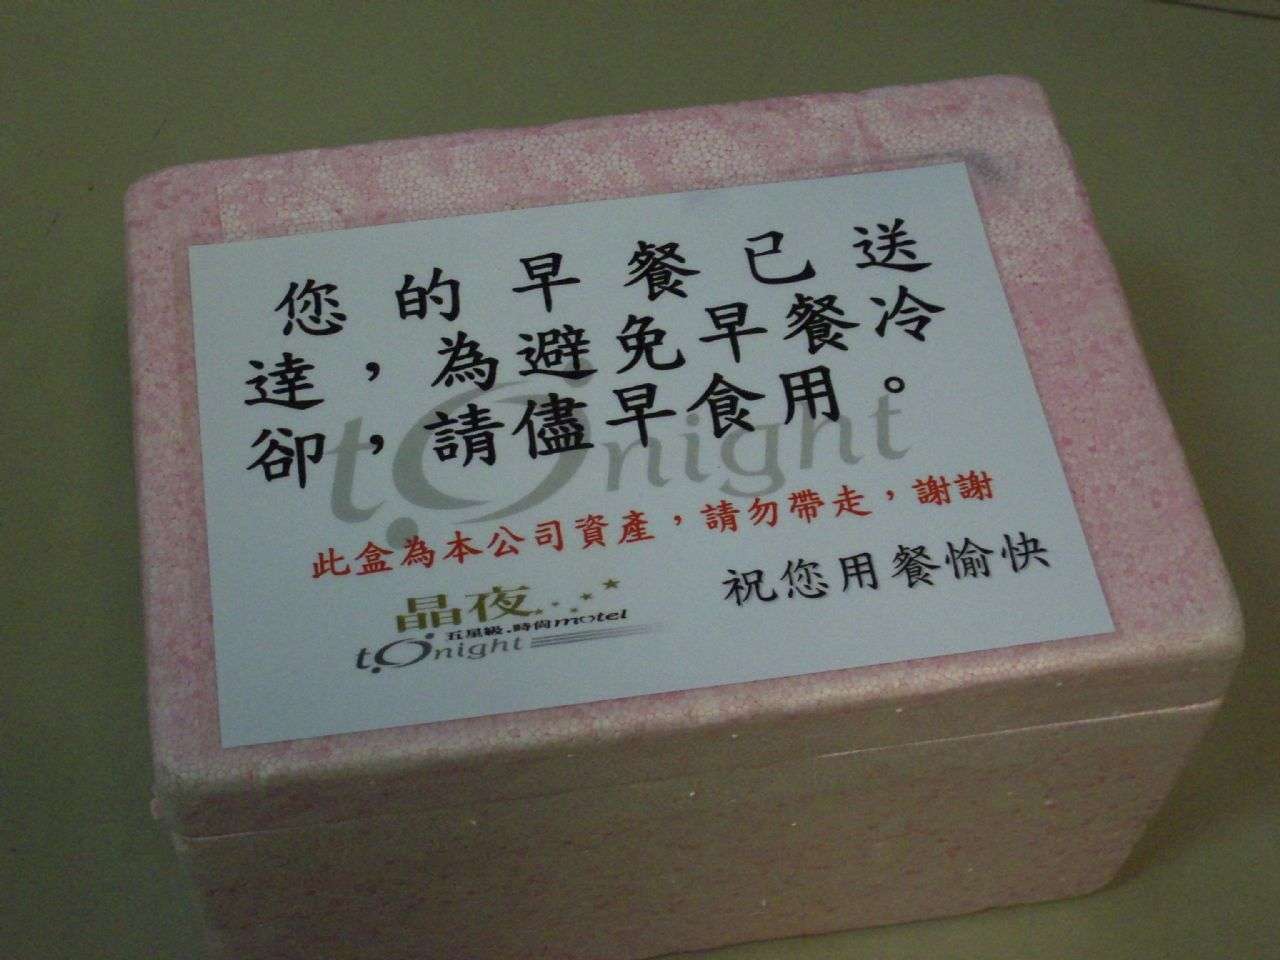 您的早餐已送
達，為避免早餐冷
卻，請儘早食用。
tonight
此盒為本公司資產，請勿帶走，謝謝
祝您用餐愉快
晶夜
五星級.時尚motel
tonight